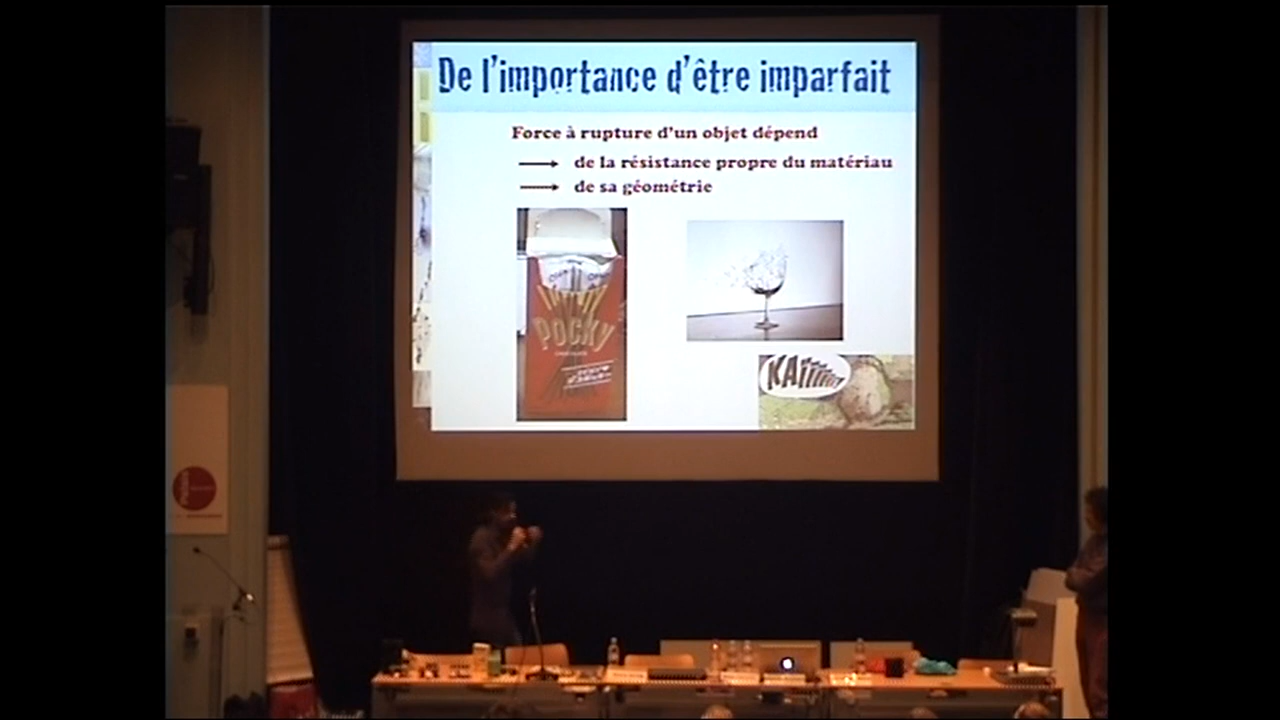 De l'importance d'être imparfait
Force à rupture d'un objet dépend
de la résistance propre du matériau
de sa géométrie
POCKY